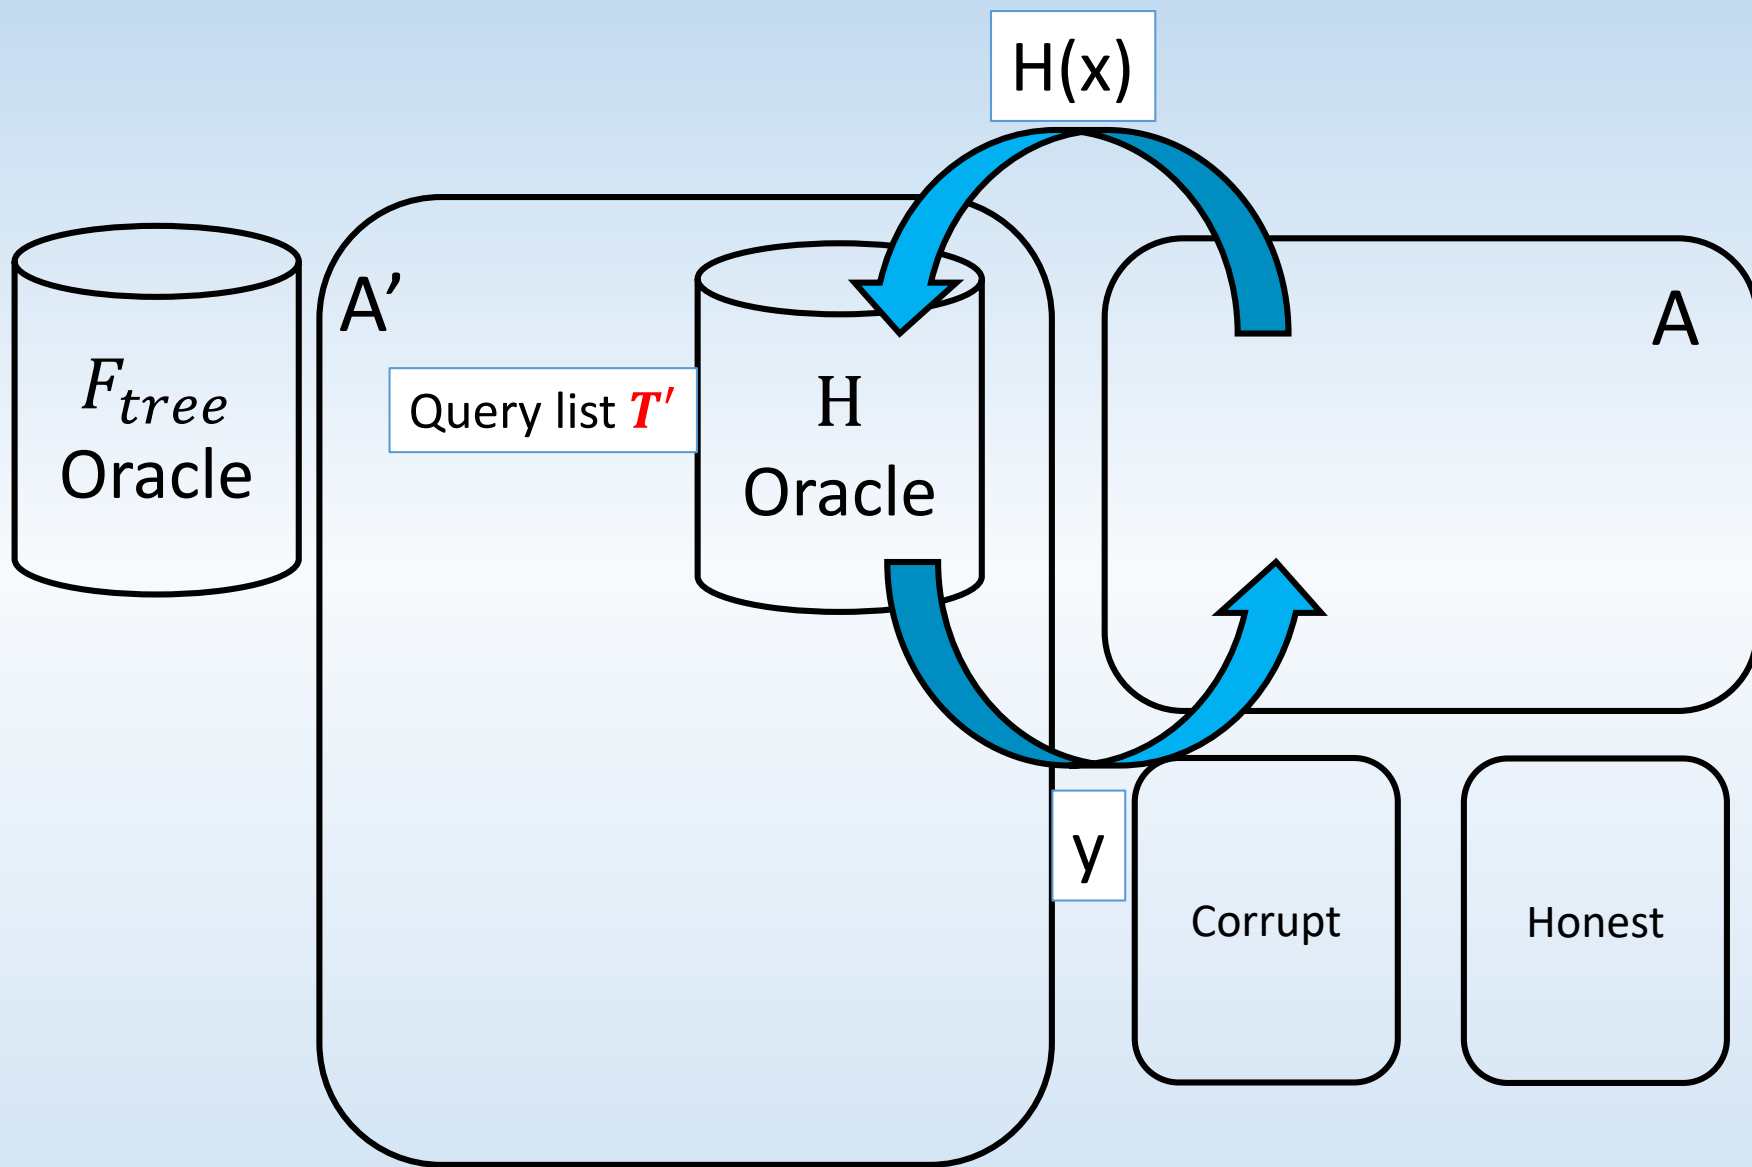 H(x)
A’
A
F_tree
Oracle
Query list T′
H
Oracle
y
Corrupt
Honest